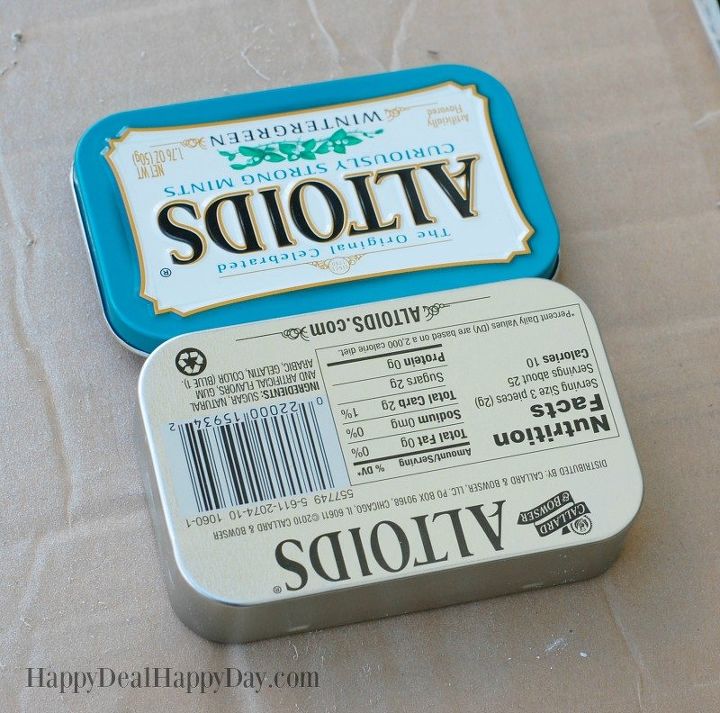 The Original Celebrated
ALTOIDS®
CURIOUSLY STRONG MINTS
WINTERGREEN
NET WT
1.76 OZ (50g)
Artificially
Flavored
CALLARD
& BOWSER
ALTOIDS®
DISTRIBUTED BY: CALLARD & BOWSER, LLC, PO BOX 90168, CHICAGO, IL 60611 ©2010 CALLARD & BOWSER
Nutrition
Facts
Serving Size 3 pieces (2g)
Servings about 25
Calories 10
Amount/Serving % DV*
Total Fat 0g 0%
Sodium 0mg 0%
Total Carb 2g 1%
Sugars 2g
Protein 0g
*Percent Daily Values (DV) are based on a 2,000 calorie diet.
557749 5-611-2074-10 1060-1
0 22000 15934 2
INGREDIENTS: SUGAR, NATURAL
AND ARTIFICIAL FLAVORS, GUM
ARABIC, GELATIN, COLOR (BLUE 1).
ALTOIDS.com
HappyDealHappyDay.com